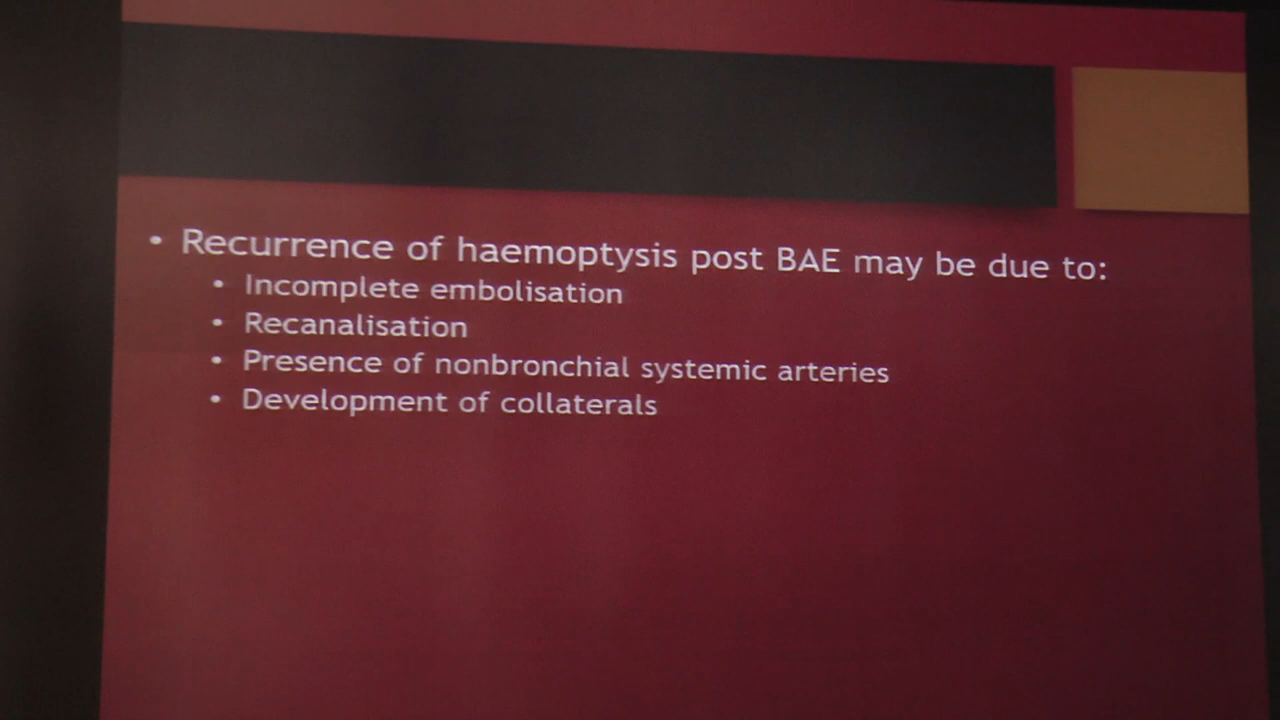 • Recurrence of haemoptysis post BAE may be due to:
• Incomplete embolisation
• Recanalisation
• Presence of nonbronchial systemic arteries
• Development of collaterals